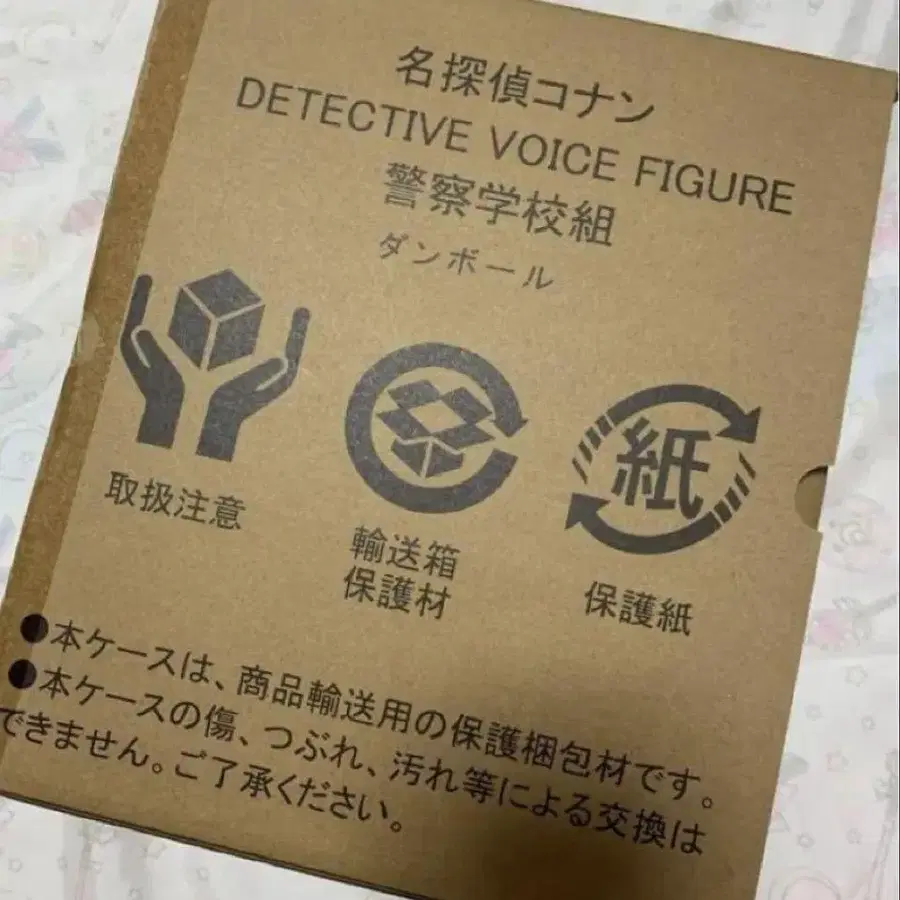 名探偵コナン
DETECTIVE VOICE FIGURE
警察学校組
ダンボール
取扱注意
輸送箱
保護材
紙
保護紙
●本ケースは、商品輸送用の保護梱包材です。
●本ケースの傷、つぶれ、汚れ等による交換は
できません。ご了承ください。